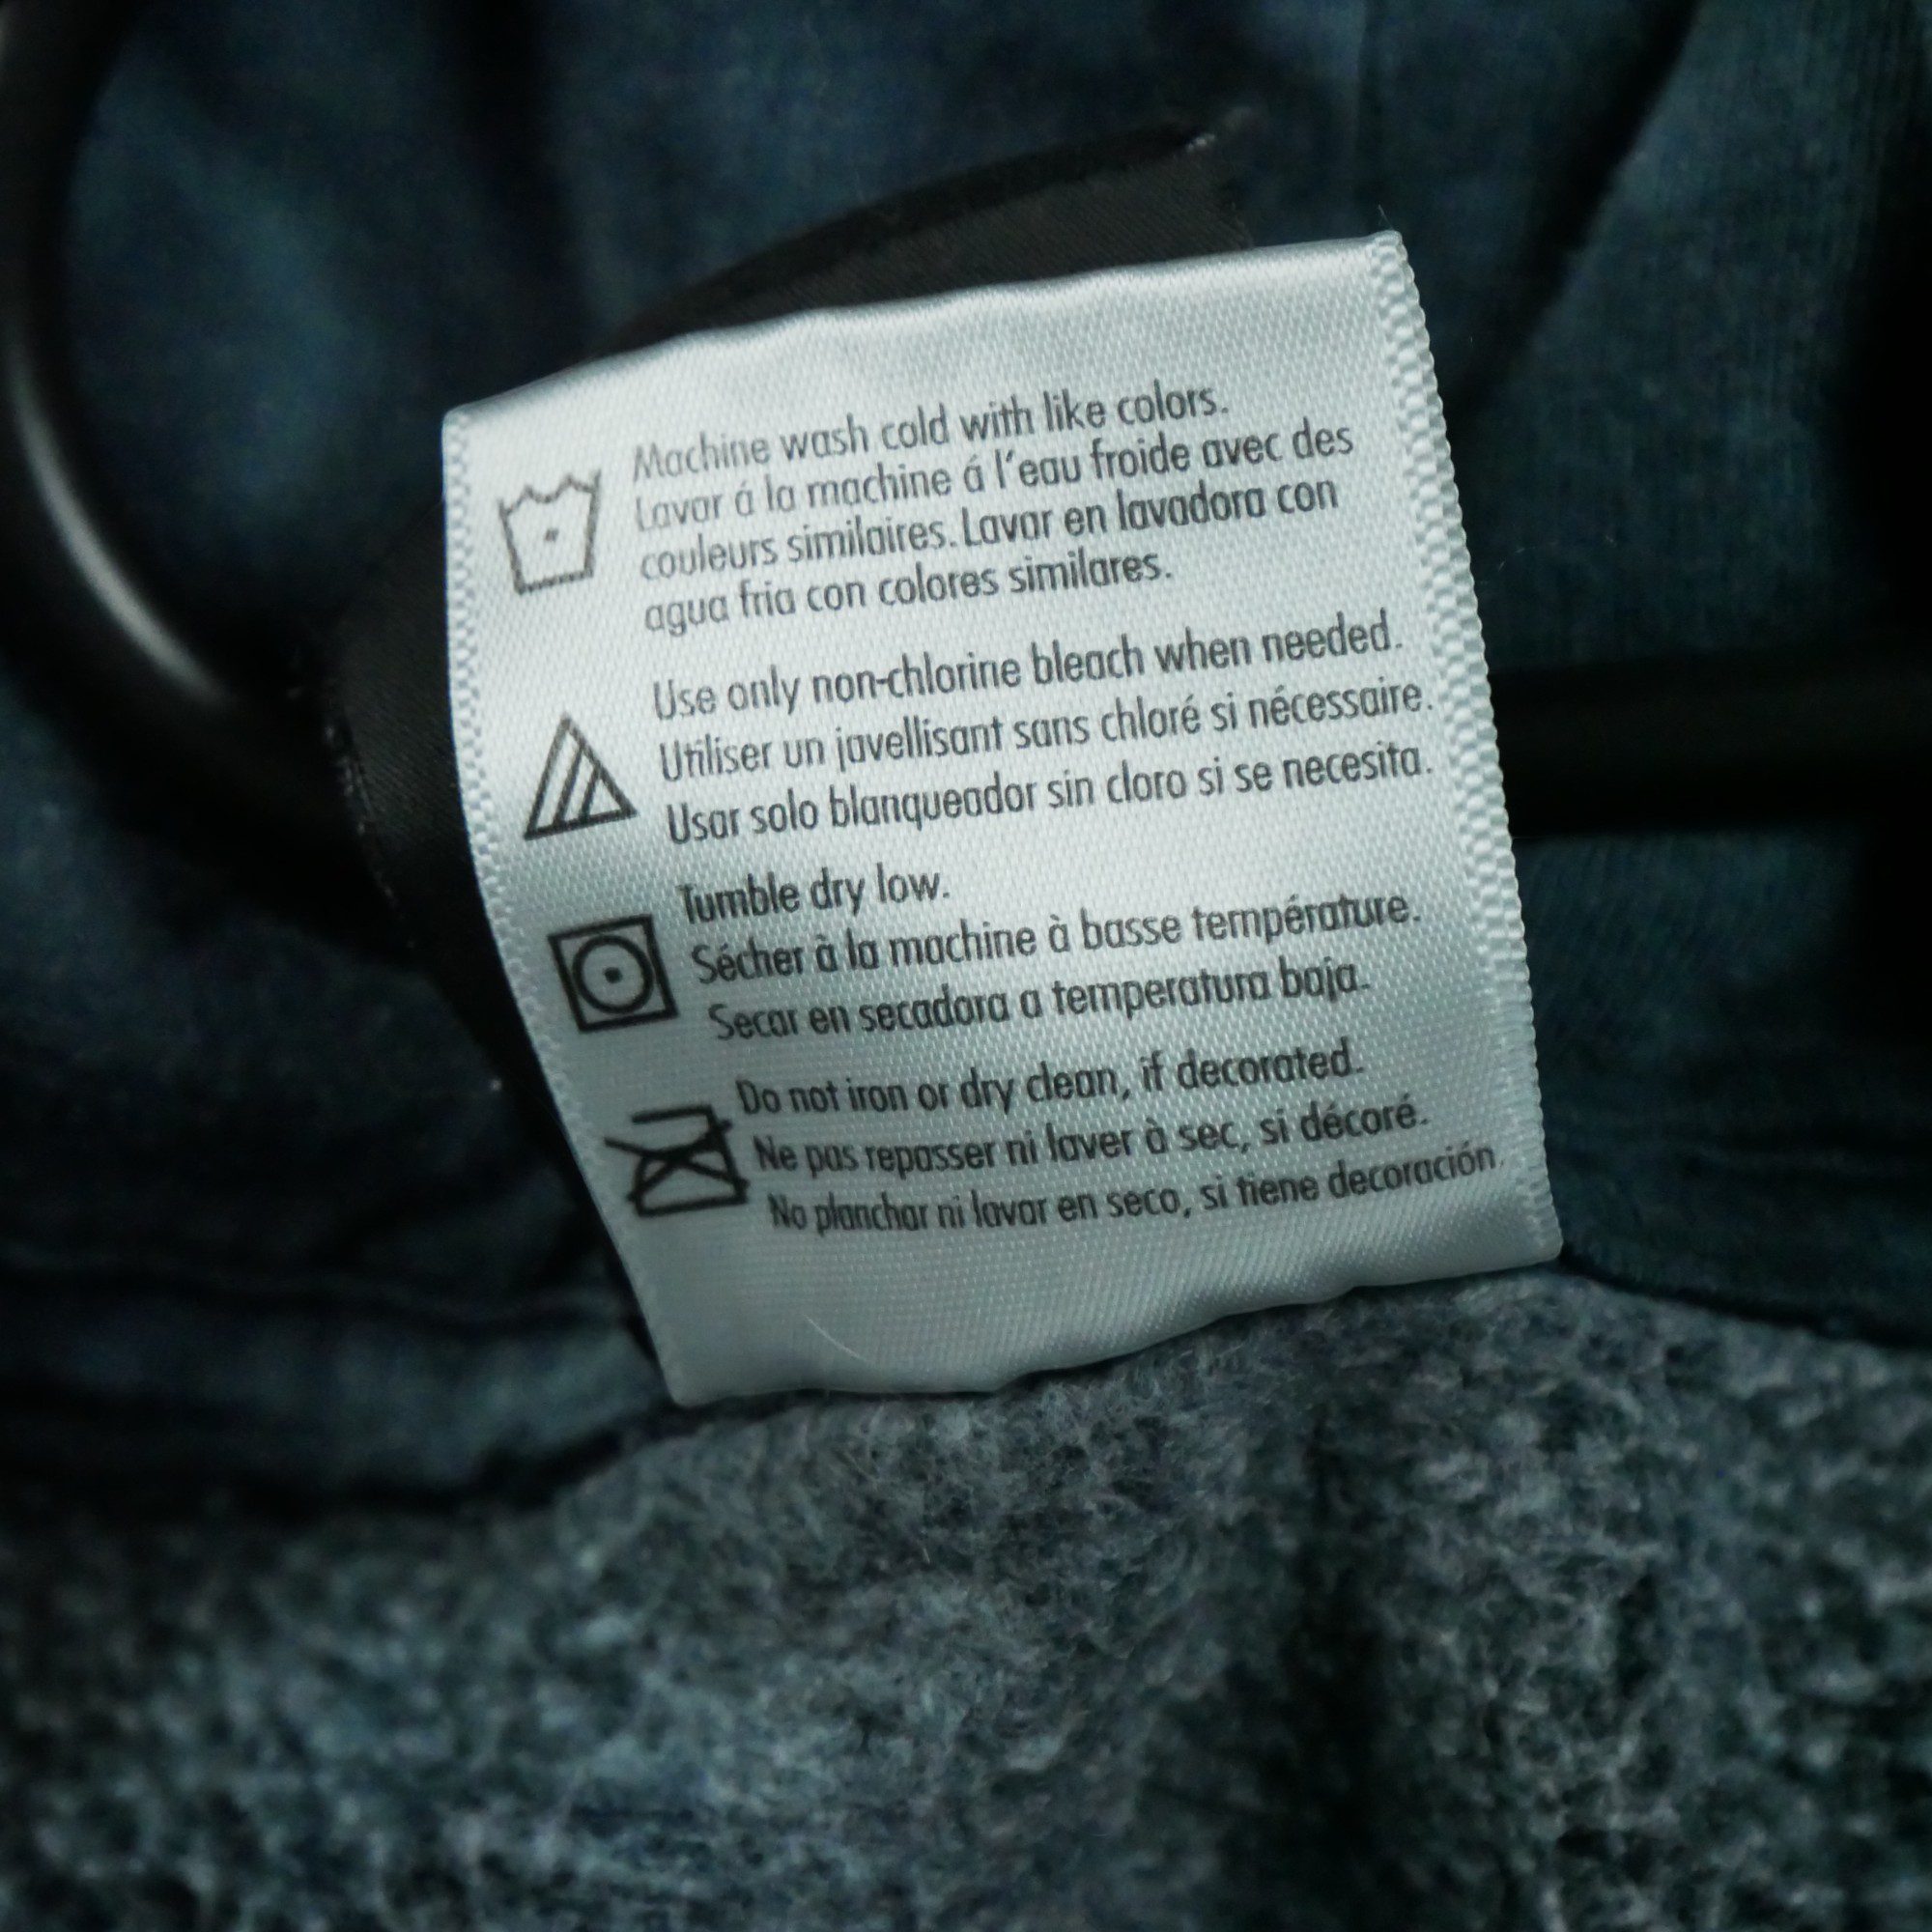 Machine wash cold with like colors.
Lavar á la machine á l'eau froide avec des
couleurs similaires. Lavar en lavadora con
agua fria con colores similares.
Use only non-chlorine bleach when needed.
Utiliser un javellisant sans chloré si nécessaire.
Usar solo blanqueador sin cloro si se necesita.
Tumble dry low.
Sécher à la machine à basse température.
Secar en secadora a temperatura baja.
Do not iron or dry clean, if decorated.
Ne pas repasser ni laver à sec, si décoré.
No planchar ni lavar en seco, si tiene decoración.